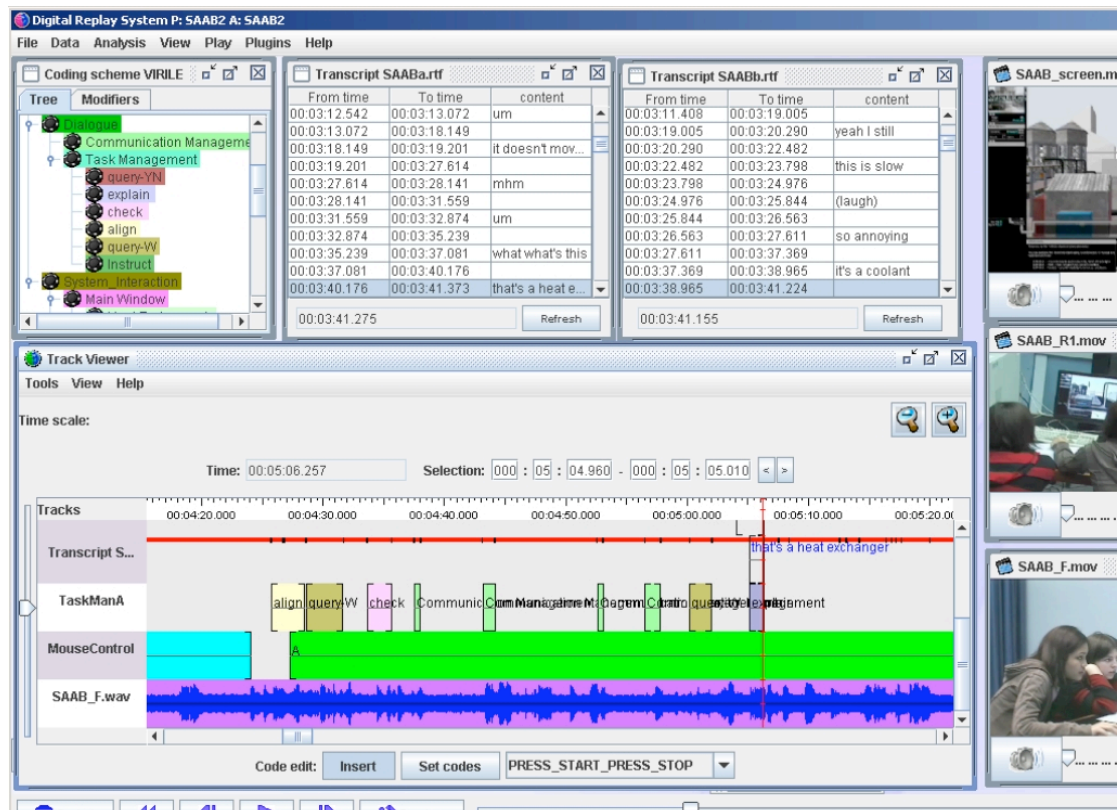 Digital Replay System P: SAAB2 A: SAAB2
File Data Analysis View Play Plugins Help
Coding scheme VIRILE
Tree Modifiers
Dialogue
Communication Manageme
Task Management
query-YN
explain
check
align
query-W
Instruct
System_Interaction
Main Window
Transcript SAABa.rtf
From time To time content
00:03:12.542 00:03:13.072 um
00:03:13.072 00:03:18.149
00:03:18.149 00:03:19.201 it doesn't mov...
00:03:19.201 00:03:27.614
00:03:27.614 00:03:28.141 mhm
00:03:28.141 00:03:31.559
00:03:31.559 00:03:32.874 um
00:03:32.874 00:03:35.239
00:03:35.239 00:03:37.081 what what's this
00:03:37.081 00:03:40.176
00:03:40.176 00:03:41.373 that's a heat e...
00:03:41.275 Refresh
Transcript SAABb.rtf
From time To time content
00:03:11.408 00:03:19.005
00:03:19.005 00:03:20.290 yeah I still
00:03:20.290 00:03:22.482
00:03:22.482 00:03:23.798 this is slow
00:03:23.798 00:03:24.976
00:03:24.976 00:03:25.844 (laugh)
00:03:25.844 00:03:26.563
00:03:26.563 00:03:27.611 so annoying
00:03:27.611 00:03:37.369
00:03:37.369 00:03:38.965 it's a coolant
00:03:38.965 00:03:41.224
00:03:41.155 Refresh
SAAB_screen.m
SAAB_R1.mov
SAAB_F.mov
Track Viewer
Tools View Help
Time scale:
Time: 00:05:06.257 Selection: 000 : 05 : 04.960 - 000 : 05 : 05.010 < >
Tracks 00:04:20.000 00:04:30.000 00:04:40.000 00:04:50.000 00:05:00.000 00:05:10.000 00:05:20.0
Transcript S... that's a heat exchanger
TaskManA align query-W check Communic
MouseControl A
SAAB_F.wav
Code edit: Insert Set codes PRESS_START_PRESS_STOP